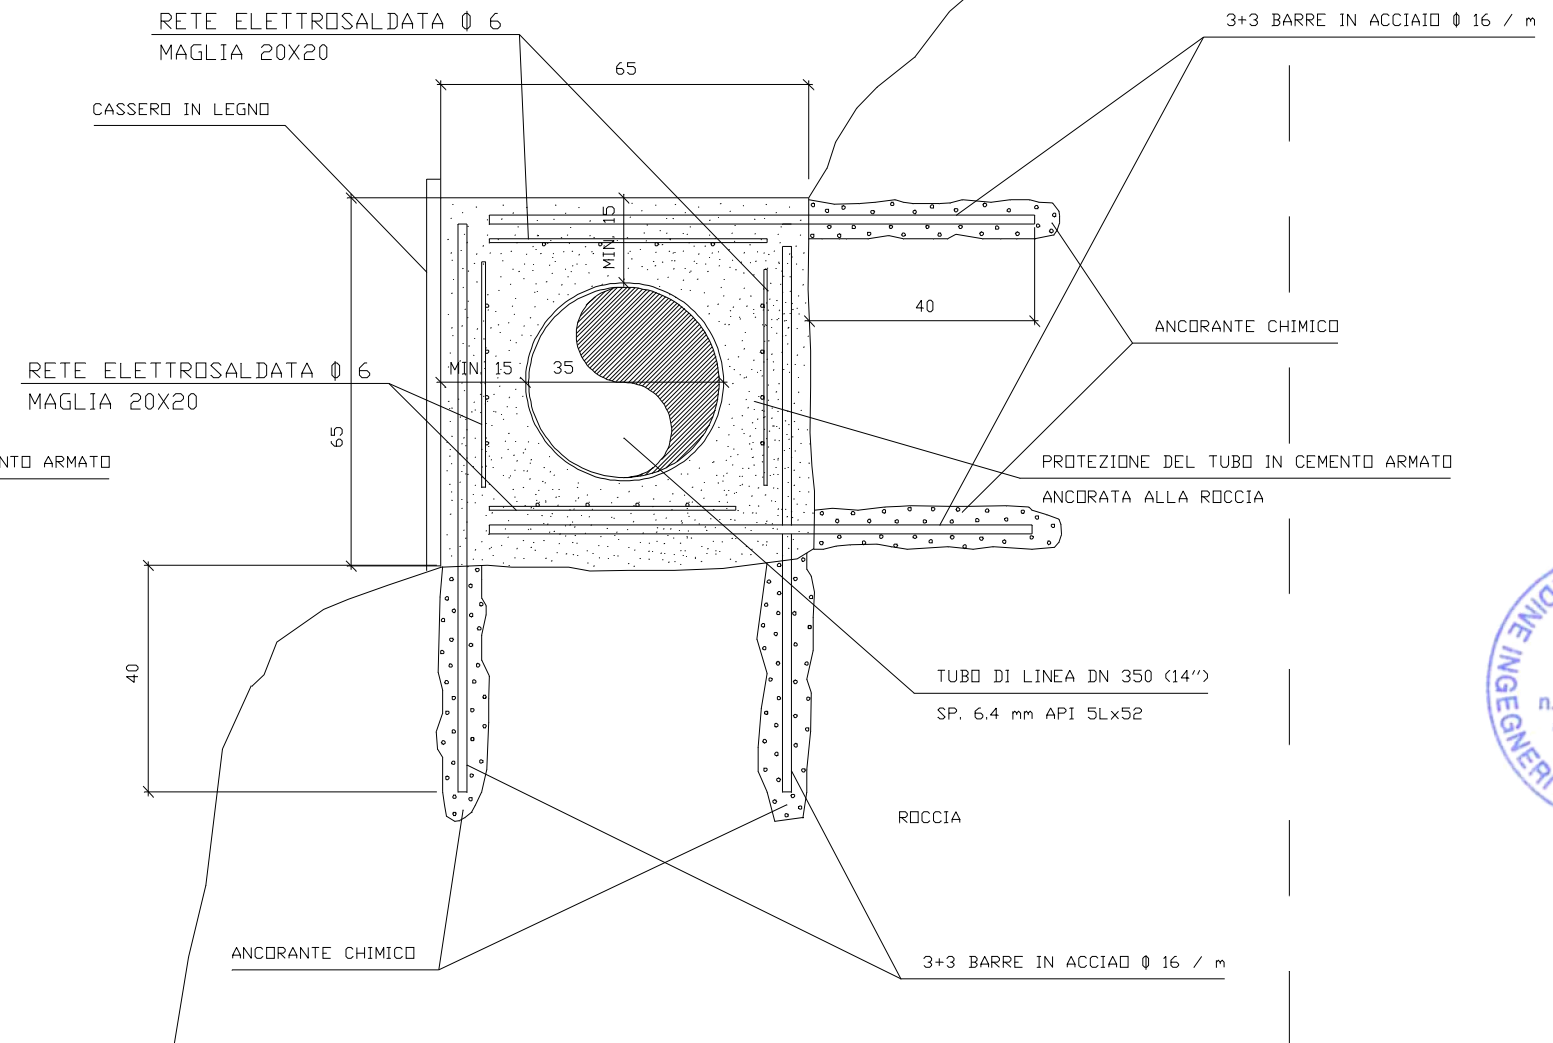 RETE ELETTROSALDATA ϕ 6
MAGLIA 20X20
3+3 BARRE IN ACCIAIO ϕ 16 / m
65
CASSERO IN LEGNO
MIN. 15
40
ANCORANTE CHIMICO
RETE ELETTROSALDATA ϕ 6
MAGLIA 20X20
MIN. 15
35
65
NTO ARMATO
PROTEZIONE DEL TUBO IN CEMENTO ARMATO
ANCORATA ALLA ROCCIA
40
TUBO DI LINEA DN 350 (14")
SP. 6.4 mm API 5Lx52
DINE INGEGNERI
n.
ROCCIA
ANCORANTE CHIMICO
3+3 BARRE IN ACCIAO ϕ 16 / m